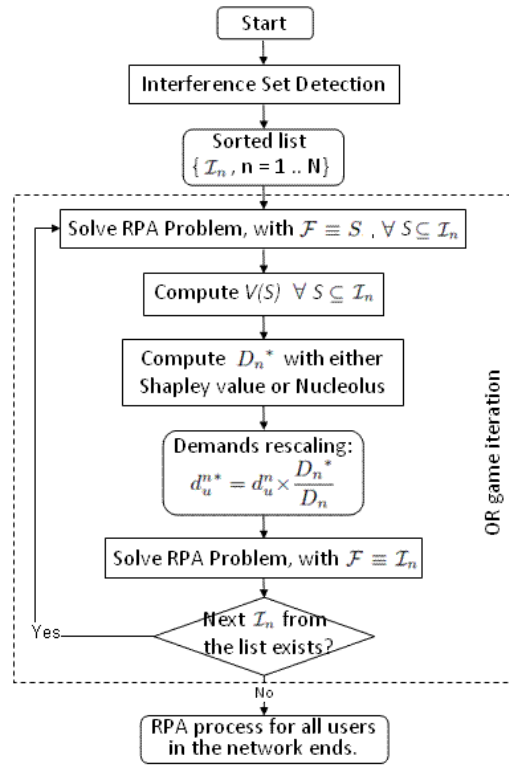 Start
Interference Set Detection
Sorted list
{ ℐₙ , n = 1 .. N}
Solve RPA Problem, with ℱ ≡ S , ∀ S ⊆ ℐₙ
Compute V(S) ∀ S ⊆ ℐₙ
Compute Dₙ* with either
Shapley value or Nucleolus
Demands rescaling:
dᵤⁿ* = dᵤⁿ × Dₙ* / Dₙ
Solve RPA Problem, with ℱ ≡ ℐₙ
Next ℐₙ from
the list exists?
Yes
No
RPA process for all users
in the network ends.
OR game iteration